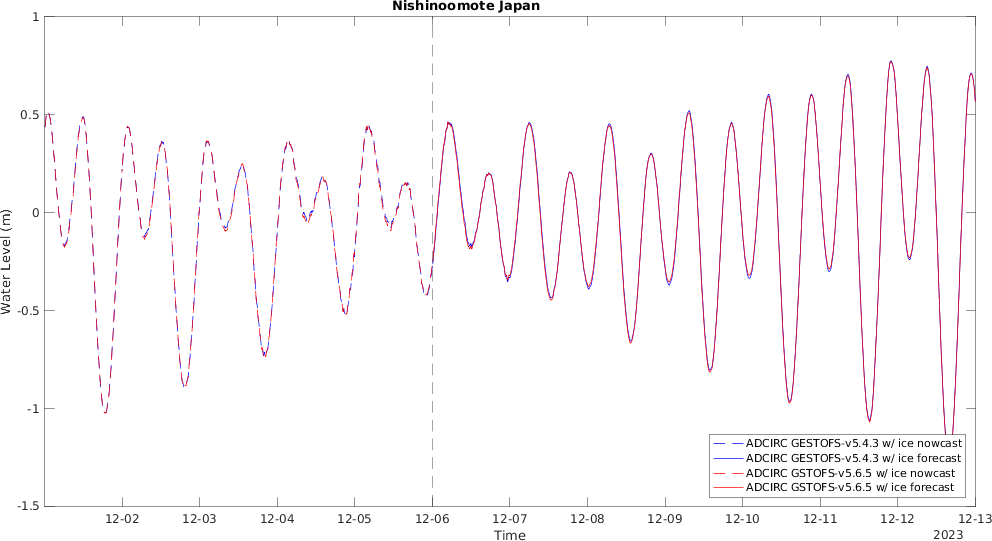 Nishinoomote Japan
1
0.5
0
-0.5
-1
-1.5
Water Level (m)
12-02 12-03 12-04 12-05 12-06 12-07 12-08 12-09 12-10 12-11 12-12 12-13
Time
2023
ADCIRC GESTOFS-v5.4.3 w/ ice nowcast
ADCIRC GESTOFS-v5.4.3 w/ ice forecast
ADCIRC GSTOFS-v5.6.5 w/ ice nowcast
ADCIRC GSTOFS-v5.6.5 w/ ice forecast